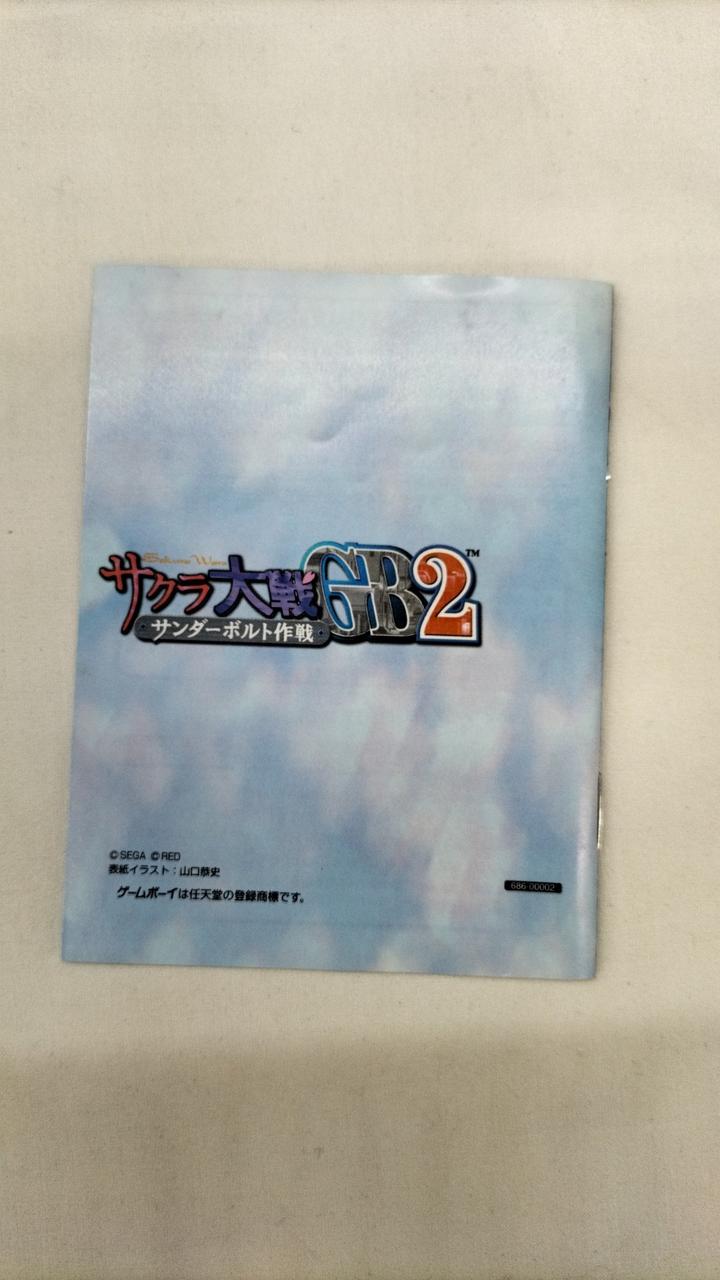 Sakura Wars
サクラ大戦GB2™
サンダーボルト作戦
©SEGA ©RED
表紙イラスト：山口恭史
ゲームボーイは任天堂の登録商標です。
686-00002